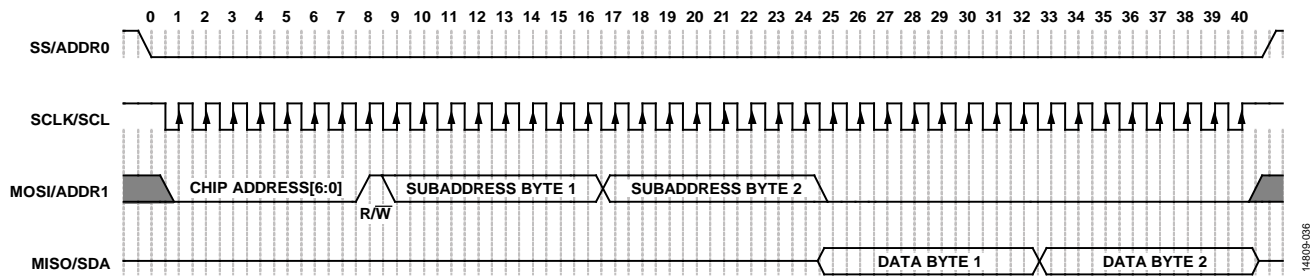 0 1 2 3 4 5 6 7 8 9 10 11 12 13 14 15 16 17 18 19 20 21 22 23 24 25 26 27 28 29 30 31 32 33 34 35 36 37 38 39 40
SS/ADDR0
SCLK/SCL
MOSI/ADDR1 CHIP ADDRESS[6:0] SUBADDRESS BYTE 1 SUBADDRESS BYTE 2
R/W̅
MISO/SDA DATA BYTE 1 DATA BYTE 2
14809-036